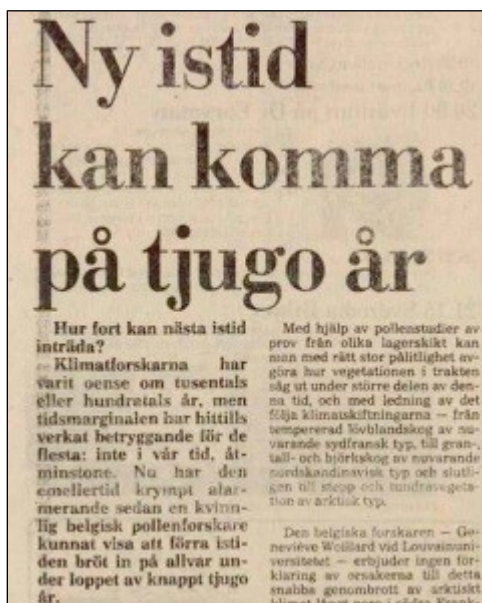 Ny istid
kan komma
på tjugo år
Hur fort kan nästa istid
inträda?
Klimatforskarna har
varit oense om tusentals
eller hundratals år, men
tidsmarginalen har hittills
verkat betryggande för de
flesta: inte i vår tid, åt-
minstone. Nu har den
emellertid krympt alar-
merande sedan en kvinn-
lig belgisk pollenforskare
kunnat visa att förra isti-
den bröt in på allvar un-
der loppet av knappt tjugo
år.
Med hjälp av pollenstudier av
prov från olika lagerskikt kan
man med rätt stor pålitlighet av-
göra hur vegetationen i trakten
såg ut under större delen av den-
na tid, och med ledning av det
följa klimatskiftningarna – från
tempererad lövblandskog av nu-
varande sydfransk typ, till gran-,
tall- och björkskog av nuvarande
nordskandinavisk typ och slutli-
gen till stepp och tundravegeta-
tion av arktisk typ.
Den belgiska forskaren – Ge-
neviève Woillard vid Louvainuni-
versitetet – erbjuder ingen för-
klaring av orsakerna till detta
snabba genombrott av arktiskt
klimat långt nere i södra Frank-